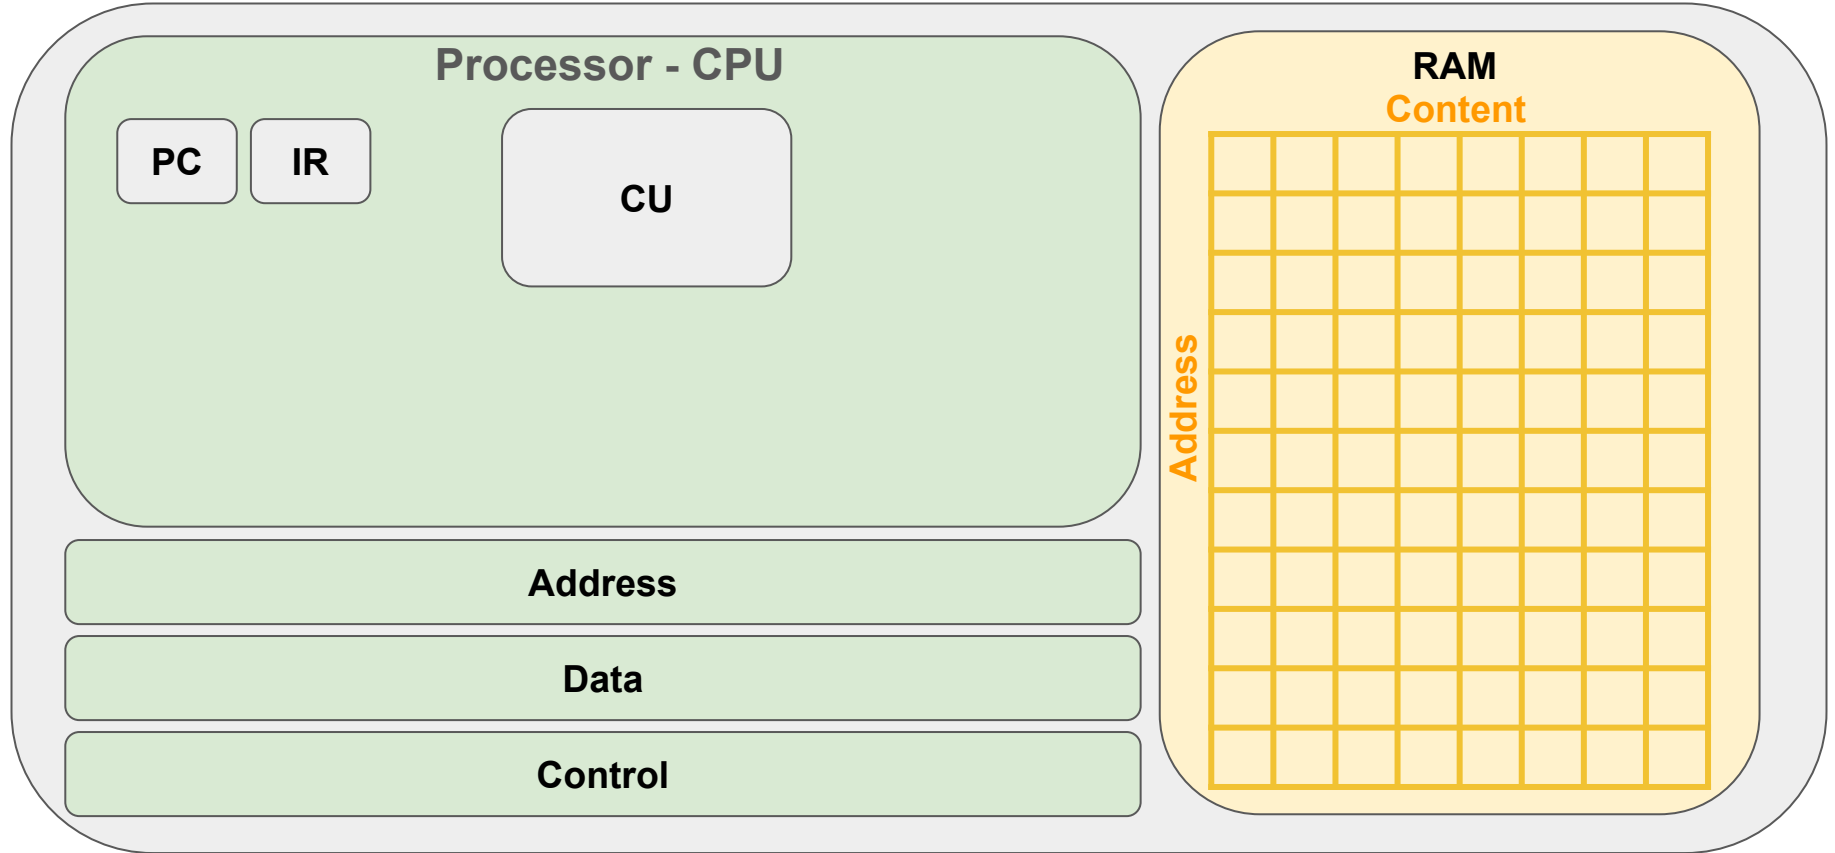 Processor - CPU
PC
IR
CU
Address
Data
Control
RAM
Content
Address